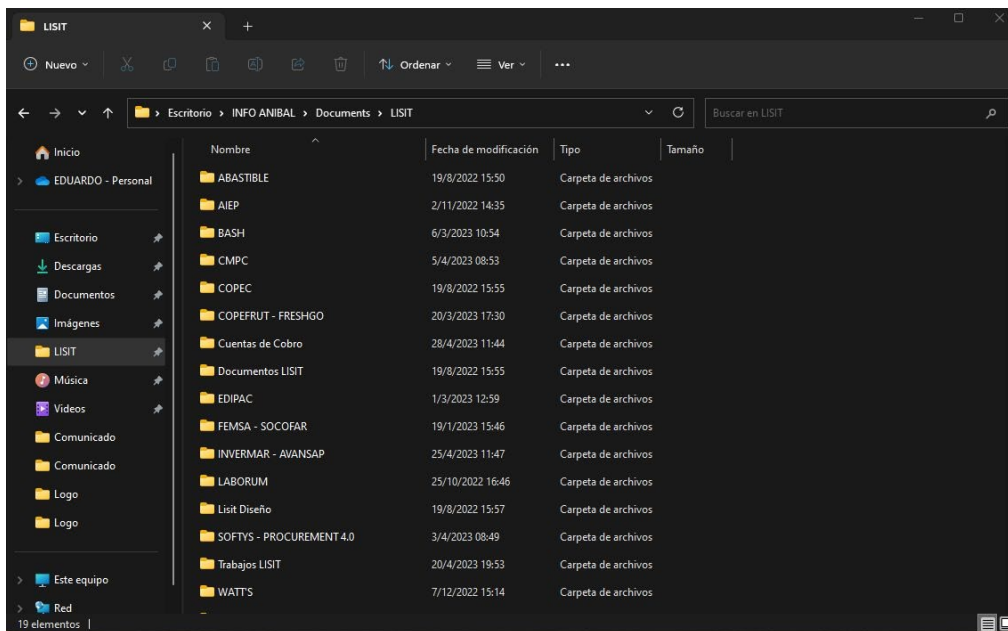 LISIT
Nuevo
Ordenar
Ver
Escritorio > INFO ANIBAL > Documents > LISIT
Buscar en LISIT
Inicio
EDUARDO - Personal
Escritorio
Descargas
Documentos
Imágenes
LISIT
Música
Videos
Comunicado
Comunicado
Logo
Logo
Este equipo
Red
Nombre Fecha de modificación Tipo Tamaño
ABASTIBLE 19/8/2022 15:50 Carpeta de archivos
AIEP 2/11/2022 14:35 Carpeta de archivos
BASH 6/3/2023 10:54 Carpeta de archivos
CMPC 5/4/2023 08:53 Carpeta de archivos
COPEC 19/8/2022 15:55 Carpeta de archivos
COPEFRUT - FRESHGO 20/3/2023 17:30 Carpeta de archivos
Cuentas de Cobro 28/4/2023 11:44 Carpeta de archivos
Documentos LISIT 19/8/2022 15:55 Carpeta de archivos
EDIPAC 1/3/2023 12:59 Carpeta de archivos
FEMSA - SOCOFAR 19/1/2023 15:46 Carpeta de archivos
INVERMAR - AVANSAP 25/4/2023 11:47 Carpeta de archivos
LABORUM 25/10/2022 16:46 Carpeta de archivos
Lisit Diseño 19/8/2022 15:57 Carpeta de archivos
SOFTYS - PROCUREMENT 4.0 3/4/2023 08:49 Carpeta de archivos
Trabajos LISIT 20/4/2023 19:53 Carpeta de archivos
WATT'S 7/12/2022 15:14 Carpeta de archivos
19 elementos